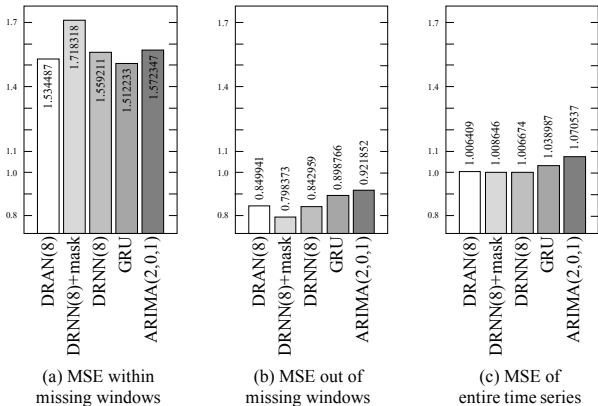 1.7
1.4
1.1
1.0
0.8
1.534487
1.718318
1.559211
1.512233
1.572347
DRAN(8)
DRNN(8)+mask
DRNN(8)
GRU
ARIMA(2,0,1)
(a) MSE within
missing windows
1.7
1.4
1.1
1.0
0.8
0.849941
0.798373
0.842959
0.898766
0.921852
DRAN(8)
DRNN(8)+mask
DRNN(8)
GRU
ARIMA(2,0,1)
(b) MSE out of
missing windows
1.7
1.4
1.1
1.0
0.8
1.006409
1.008646
1.006674
1.038987
1.070537
DRAN(8)
DRNN(8)+mask
DRNN(8)
GRU
ARIMA(2,0,1)
(c) MSE of
entire time series